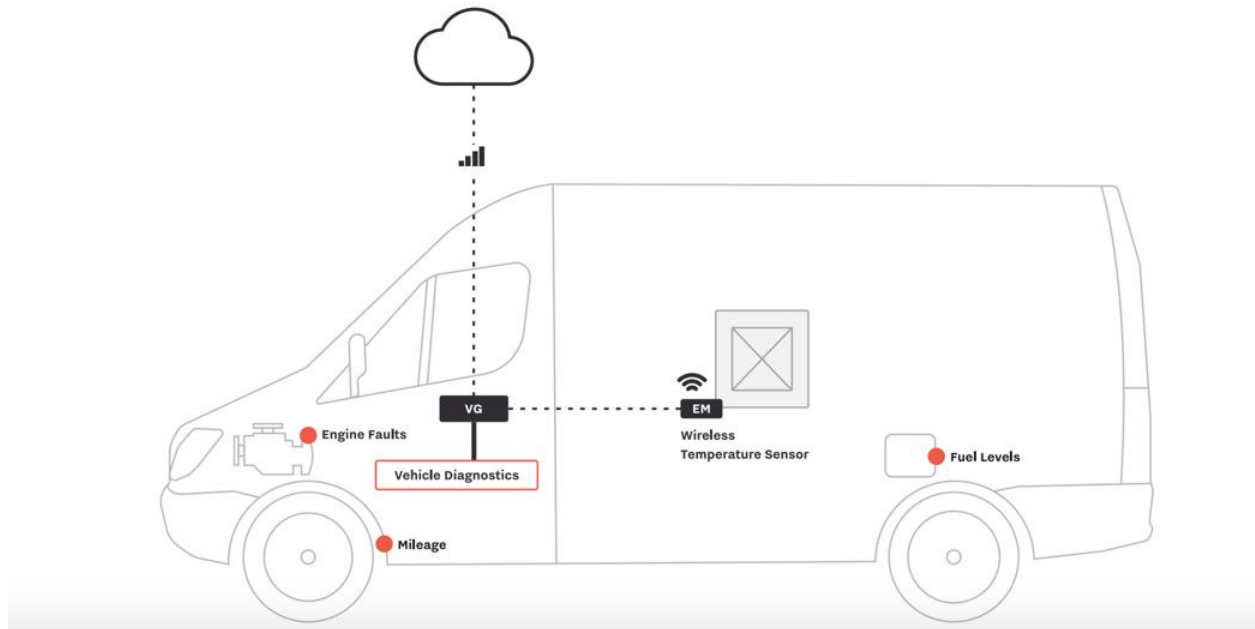 VG
EM
Engine Faults
Wireless
Temperature Sensor
Fuel Levels
Vehicle Diagnostics
Mileage